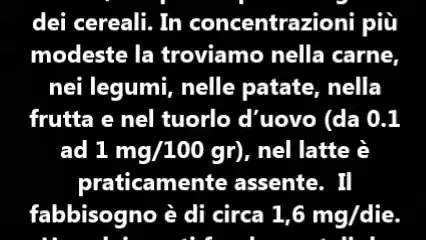 dei cereali. In concentrazioni più
modeste la troviamo nella carne,
nei legumi, nelle patate, nella
frutta e nel tuorlo d’uovo (da 0.1
ad 1 mg/100 gr), nel latte è
praticamente assente.  Il
fabbisogno è di circa 1,6 mg/die.